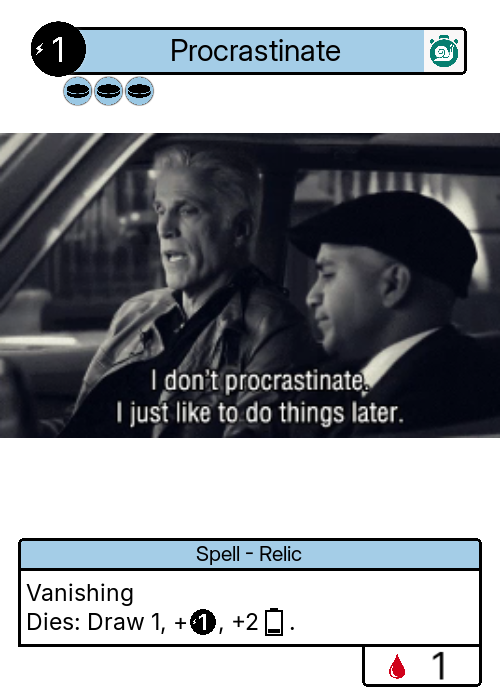 1 Procrastinate
I don't procrastinate,
I just like to do things later.
Spell - Relic
Vanishing
Dies: Draw 1, +1, +2 .
1